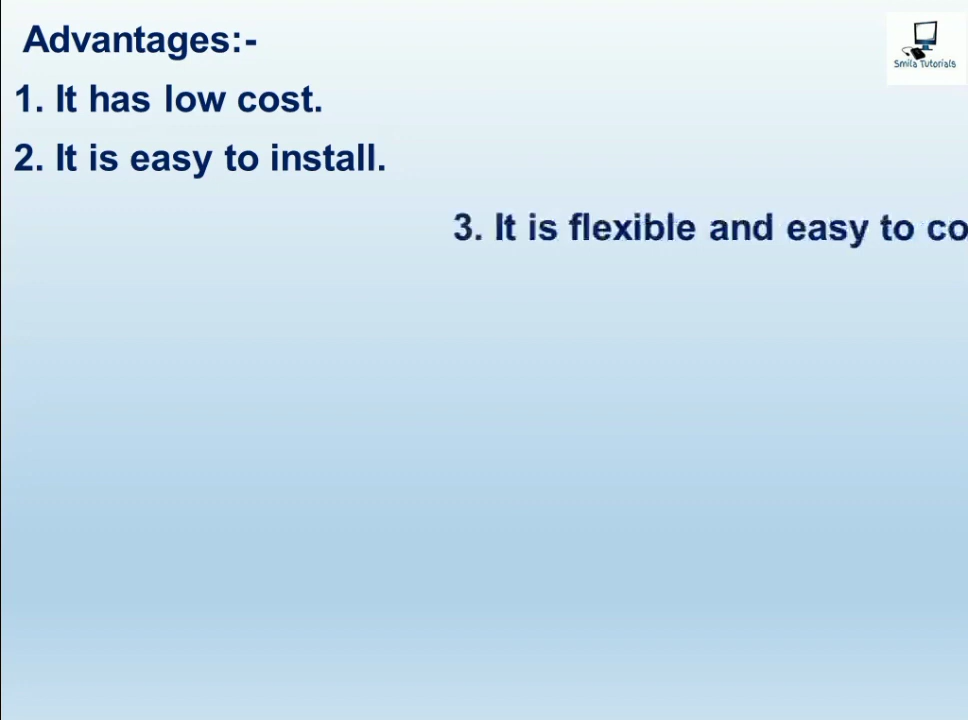 Advantages:-
Smita Tutorials
1. It has low cost.
2. It is easy to install.
3. It is flexible and easy to co